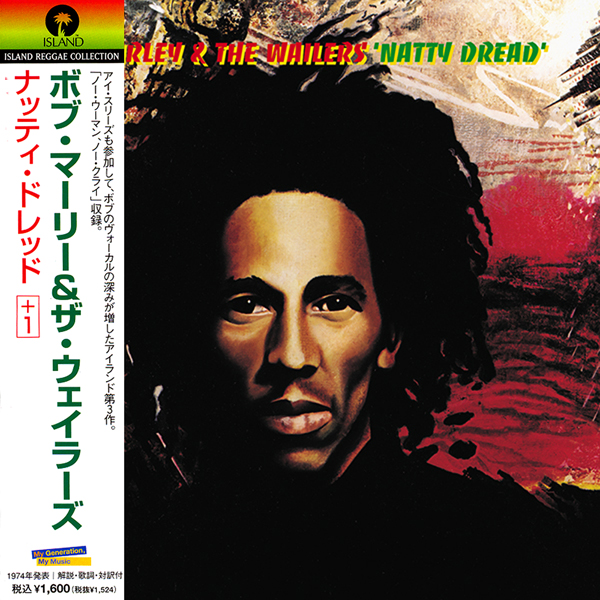 ISLAND
ISLAND REGGAE COLLECTION
RLEY & THE WAILERS 'NATTY DREAD'
ボブ・マーリー&ザ・ウェイラーズ
ナッティ・ドレッド +1
アイ・スリーズも参加して、ボブのヴォーカルの深みが増したアイランド第3作。
「ノー・ウーマン、ノー・クライ」収録。
My Generation,
My Music
1974年発表 | 解説・歌詞・対訳付
税込 ¥1,600 (税抜¥1,524)